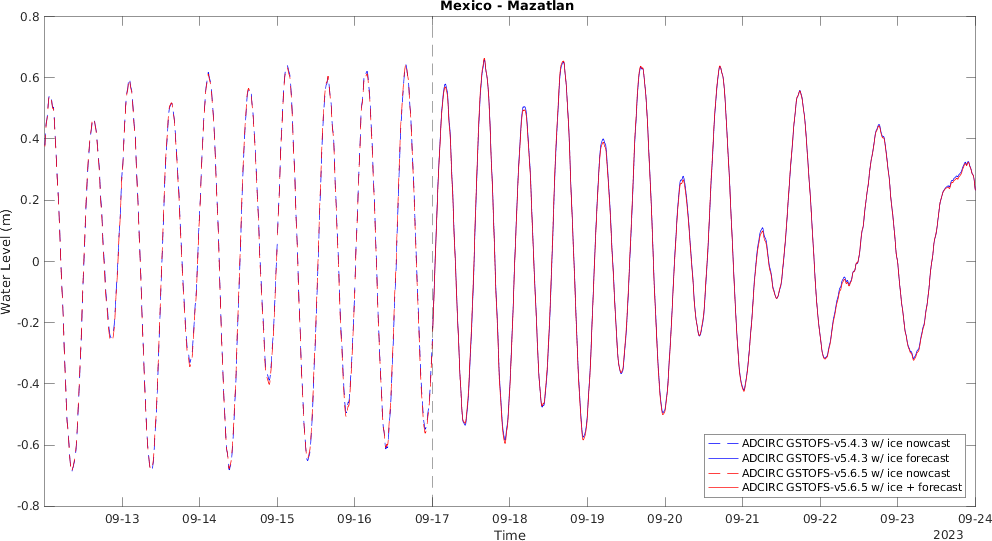 Mexico - Mazatlan
0.8
0.6
0.4
0.2
0
-0.2
-0.4
-0.6
-0.8
Water Level (m)
ADCIRC GSTOFS-v5.4.3 w/ ice nowcast
ADCIRC GSTOFS-v5.4.3 w/ ice forecast
ADCIRC GSTOFS-v5.6.5 w/ ice nowcast
ADCIRC GSTOFS-v5.6.5 w/ ice + forecast
09-13 09-14 09-15 09-16 09-17 09-18 09-19 09-20 09-21 09-22 09-23 09-24
Time
2023